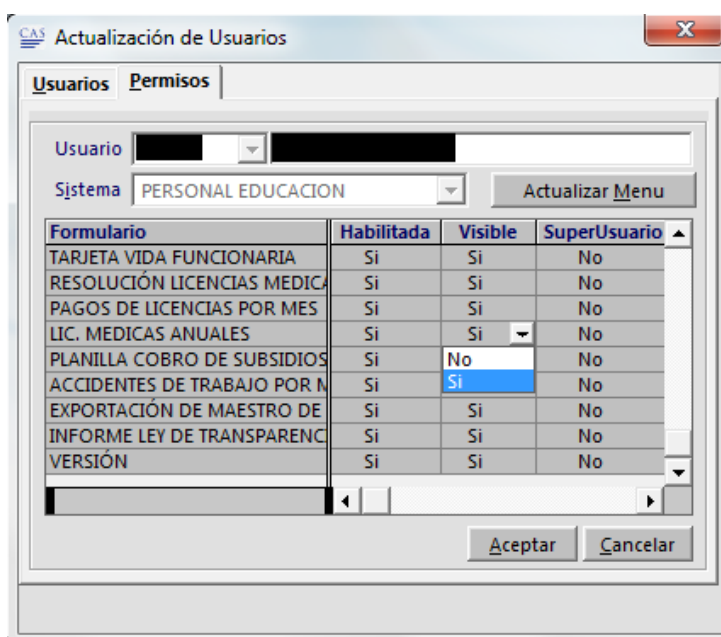 CAS Actualización de Usuarios
Usuarios Permisos
Usuario
Sistema PERSONAL EDUCACION Actualizar Menu
Formulario Habilitada Visible SuperUsuario
TARJETA VIDA FUNCIONARIA Si Si No
RESOLUCIÓN LICENCIAS MEDICA Si Si No
PAGOS DE LICENCIAS POR MES Si Si No
LIC. MEDICAS ANUALES Si Si No
PLANILLA COBRO DE SUBSIDIOS Si No No
ACCIDENTES DE TRABAJO POR M Si Si No
EXPORTACIÓN DE MAESTRO DE Si Si No
INFORME LEY DE TRANSPARENC Si Si No
VERSIÓN Si Si No
Aceptar Cancelar